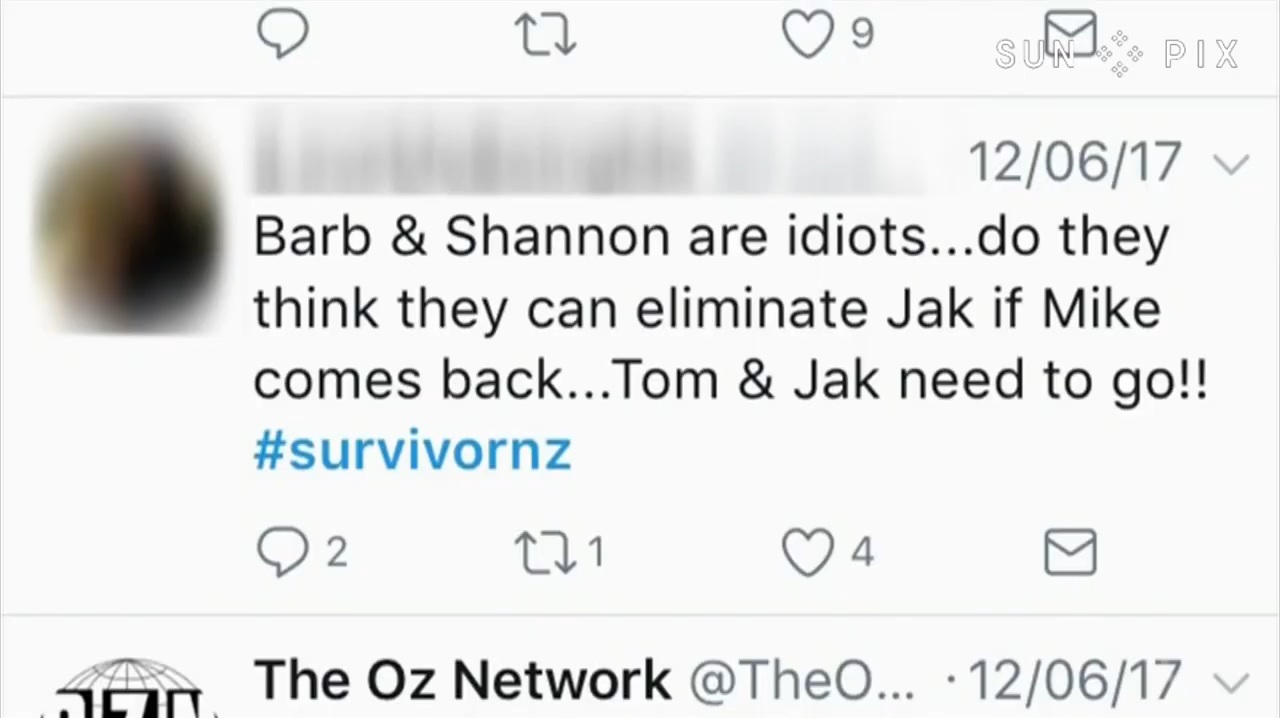 9
SUN PIX
12/06/17
Barb & Shannon are idiots...do they
think they can eliminate Jak if Mike
comes back...Tom & Jak need to go!!
#survivornz
2 1 4
The Oz Network @TheO... · 12/06/17